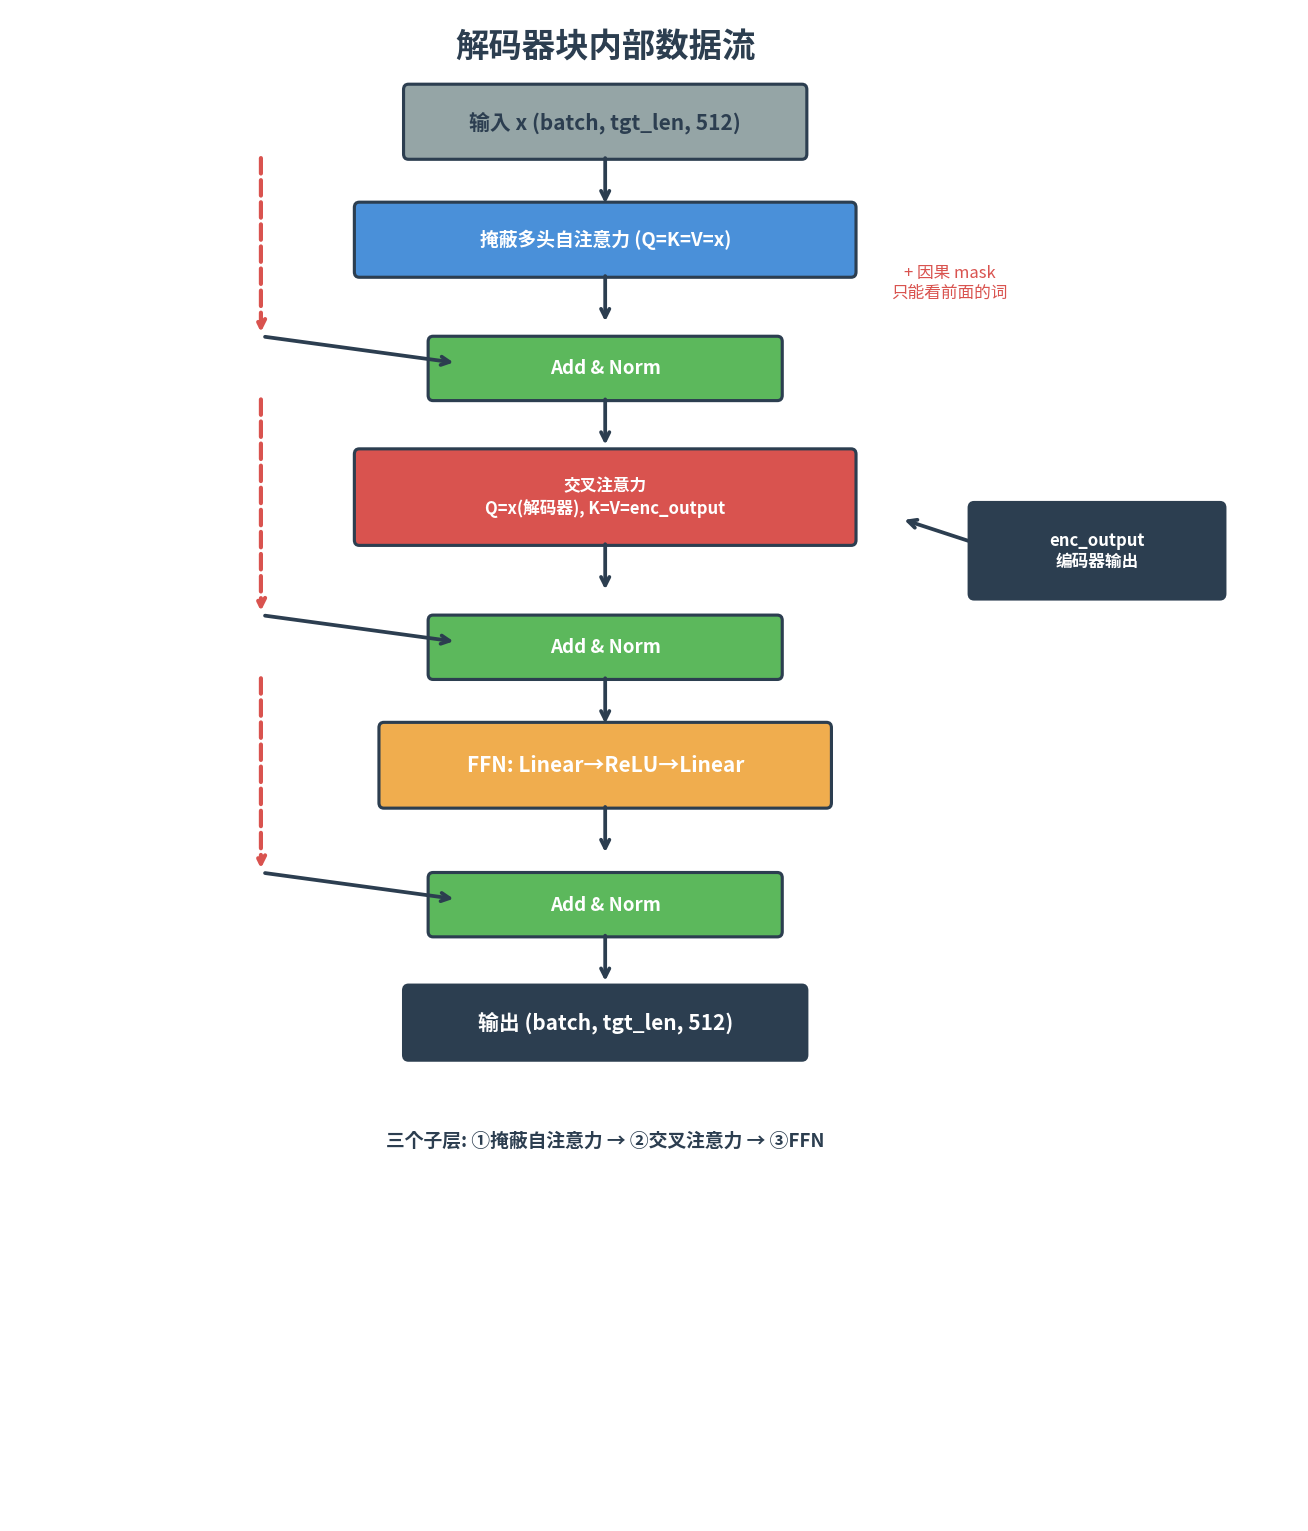 解码器块内部数据流
输入 x (batch, tgt_len, 512)
掩蔽多头自注意力 (Q=K=V=x)
+ 因果 mask
只能看前面的词
Add & Norm
交叉注意力
Q=x(解码器), K=V=enc_output
enc_output
编码器输出
Add & Norm
FFN: Linear→ReLU→Linear
Add & Norm
输出 (batch, tgt_len, 512)
三个子层: ①掩蔽自注意力 → ②交叉注意力 → ③FFN